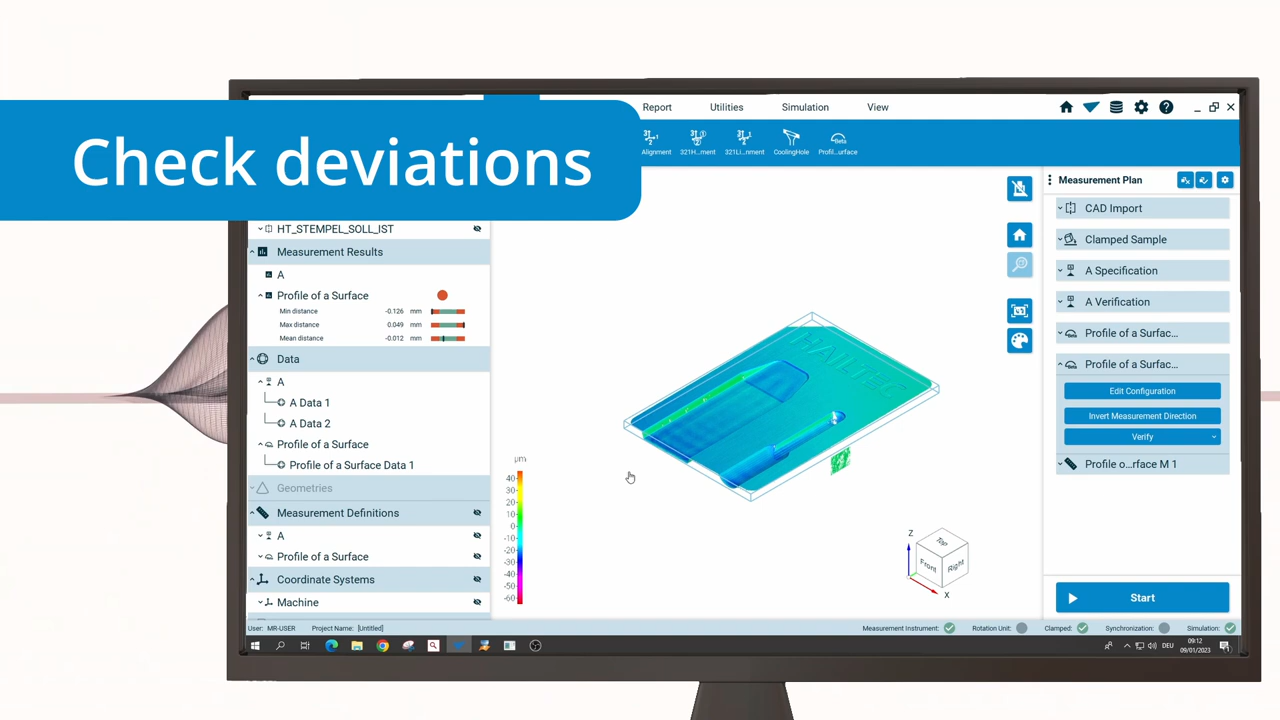 Check deviations
Report
Utilities
Simulation
View
Alignment
321H...ment
321Li...nment
CoolingHole
Beta
Profil...urface
HT_STEMPEL_SOLL_IST
Measurement Results
A
Profile of a Surface
Min distance -0.126 mm
Max distance 0.049 mm
Mean distance -0.012 mm
Data
A
A Data 1
A Data 2
Profile of a Surface
Profile of a Surface Data 1
Geometries
Measurement Definitions
A
Profile of a Surface
Coordinate Systems
Machine
HAILTEC
µm
40
30
20
10
0
-10
-20
-30
-40
-50
-60
Z
Top
Front
Right
X
Measurement Plan
CAD Import
Clamped Sample
A Specification
A Verification
Profile of a Surfac...
Profile of a Surfac...
Edit Configuration
Invert Measurement Direction
Verify
Profile o...rface M 1
Start
User: MR-USER Project Name: [Untitled]
Measurement Instrument: Rotation Unit: Clamped: Synchronization: Simulation:
DEU
09:12
09/01/2023